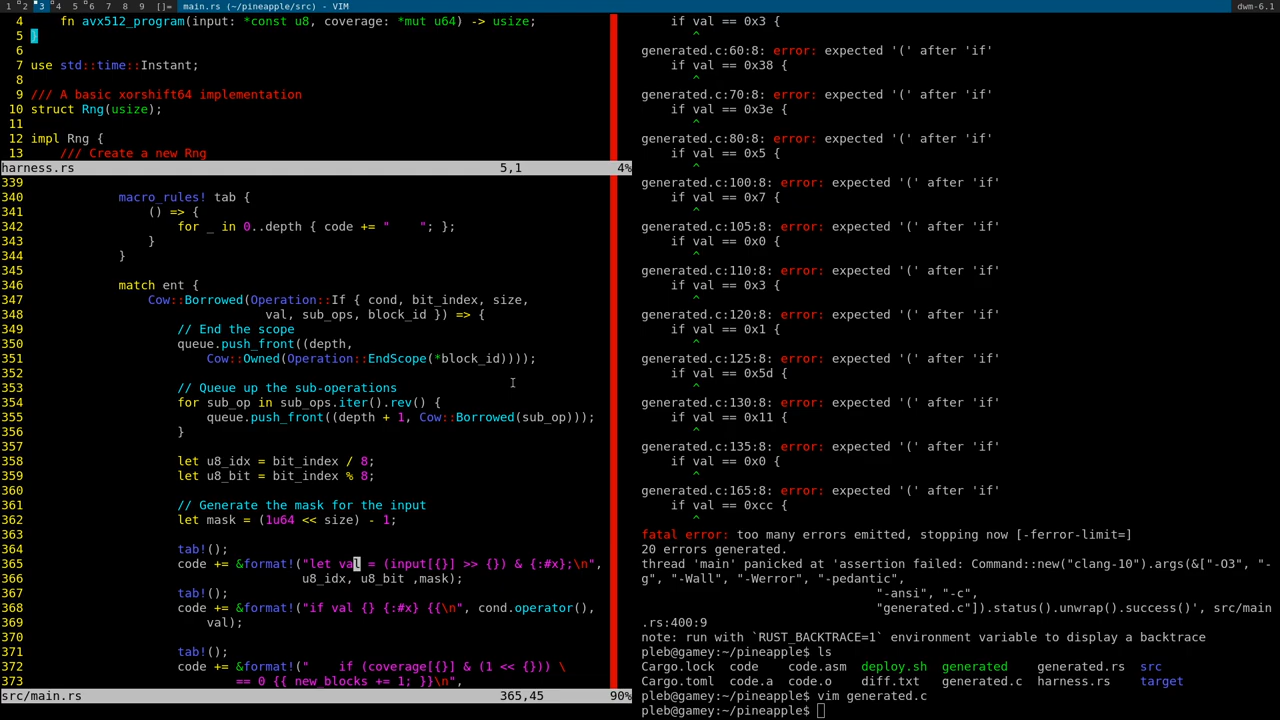 1 2 3 4 5 6 7 8 9 []= main.rs (~/pineapple/src) - VIM dwm-6.1
4 fn avx512_program(input: *const u8, coverage: *mut u64) -> usize;
5 }
6
7 use std::time::Instant;
8
9 /// A basic xorshift64 implementation
10 struct Rng(usize);
11
12 impl Rng {
13 /// Create a new Rng
harness.rs 5,1 4%
339
340 macro_rules! tab {
341 () => {
342 for _ in 0..depth { code += "    "; };
343 }
344 }
345
346 match ent {
347 Cow::Borrowed(Operation::If { cond, bit_index, size,
348 val, sub_ops, block_id }) => {
349 // End the scope
350 queue.push_front((depth,
351 Cow::Owned(Operation::EndScope(*block_id))));
352
353 // Queue up the sub-operations
354 for sub_op in sub_ops.iter().rev() {
355 queue.push_front((depth + 1, Cow::Borrowed(sub_op)));
356 }
357
358 let u8_idx = bit_index / 8;
359 let u8_bit = bit_index % 8;
360
361 // Generate the mask for the input
362 let mask = (1u64 << size) - 1;
363
364 tab!();
365 code += &format!("let val = (input[{}] >> {}) & {:#x};\n",
366 u8_idx, u8_bit ,mask);
367 tab!();
368 code += &format!("if val {} {:#x} {{\n", cond.operator(),
369 val);
370
371 tab!();
372 code += &format!("    if (coverage[{}] & (1 << {})) \
373 == 0 {{ new_blocks += 1; }}\n",
src/main.rs 365,45 90%
if val == 0x3 {
^
generated.c:60:8: error: expected '(' after 'if'
if val == 0x38 {
^
generated.c:70:8: error: expected '(' after 'if'
if val == 0x3e {
^
generated.c:80:8: error: expected '(' after 'if'
if val == 0x5 {
^
generated.c:100:8: error: expected '(' after 'if'
if val == 0x7 {
^
generated.c:105:8: error: expected '(' after 'if'
if val == 0x0 {
^
generated.c:110:8: error: expected '(' after 'if'
if val == 0x3 {
^
generated.c:120:8: error: expected '(' after 'if'
if val == 0x1 {
^
generated.c:125:8: error: expected '(' after 'if'
if val == 0x5d {
^
generated.c:130:8: error: expected '(' after 'if'
if val == 0x11 {
^
generated.c:135:8: error: expected '(' after 'if'
if val == 0x0 {
^
generated.c:165:8: error: expected '(' after 'if'
if val == 0xcc {
^
fatal error: too many errors emitted, stopping now [-ferror-limit=]
20 errors generated.
thread 'main' panicked at 'assertion failed: Command::new("clang-10").args(&["-O3", "-
g", "-Wall", "-Werror", "-pedantic",
"-ansi", "-c",
"generated.c"]).status().unwrap().success()', src/main
.rs:400:9
note: run with `RUST_BACKTRACE=1` environment variable to display a backtrace
pleb@gamey:~/pineapple$ ls
Cargo.lock code code.asm deploy.sh generated generated.rs src
Cargo.toml code.a code.o diff.txt generated.c harness.rs target
pleb@gamey:~/pineapple$ vim generated.c
pleb@gamey:~/pineapple$